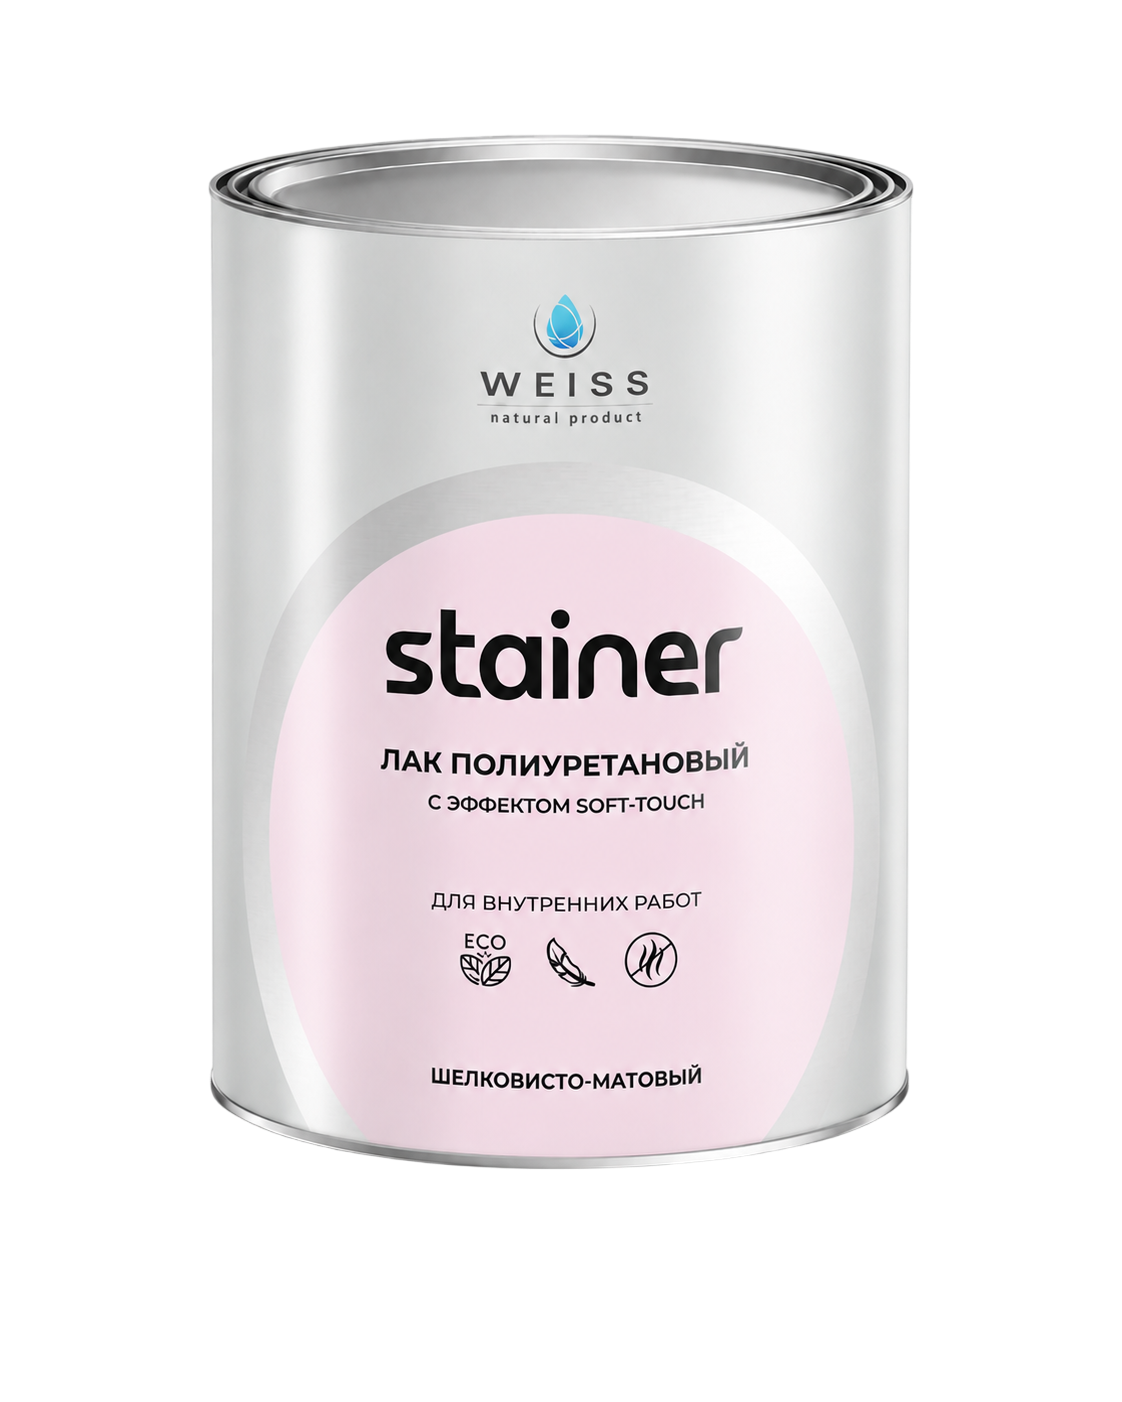 WEISS
natural product
stainer
ЛАК ПОЛИУРЕТАНОВЫЙ
С ЭФФЕКТОМ SOFT-TOUCH
ДЛЯ ВНУТРЕННИХ РАБОТ
ECO
ШЕЛКОВИСТО-МАТОВЫЙ